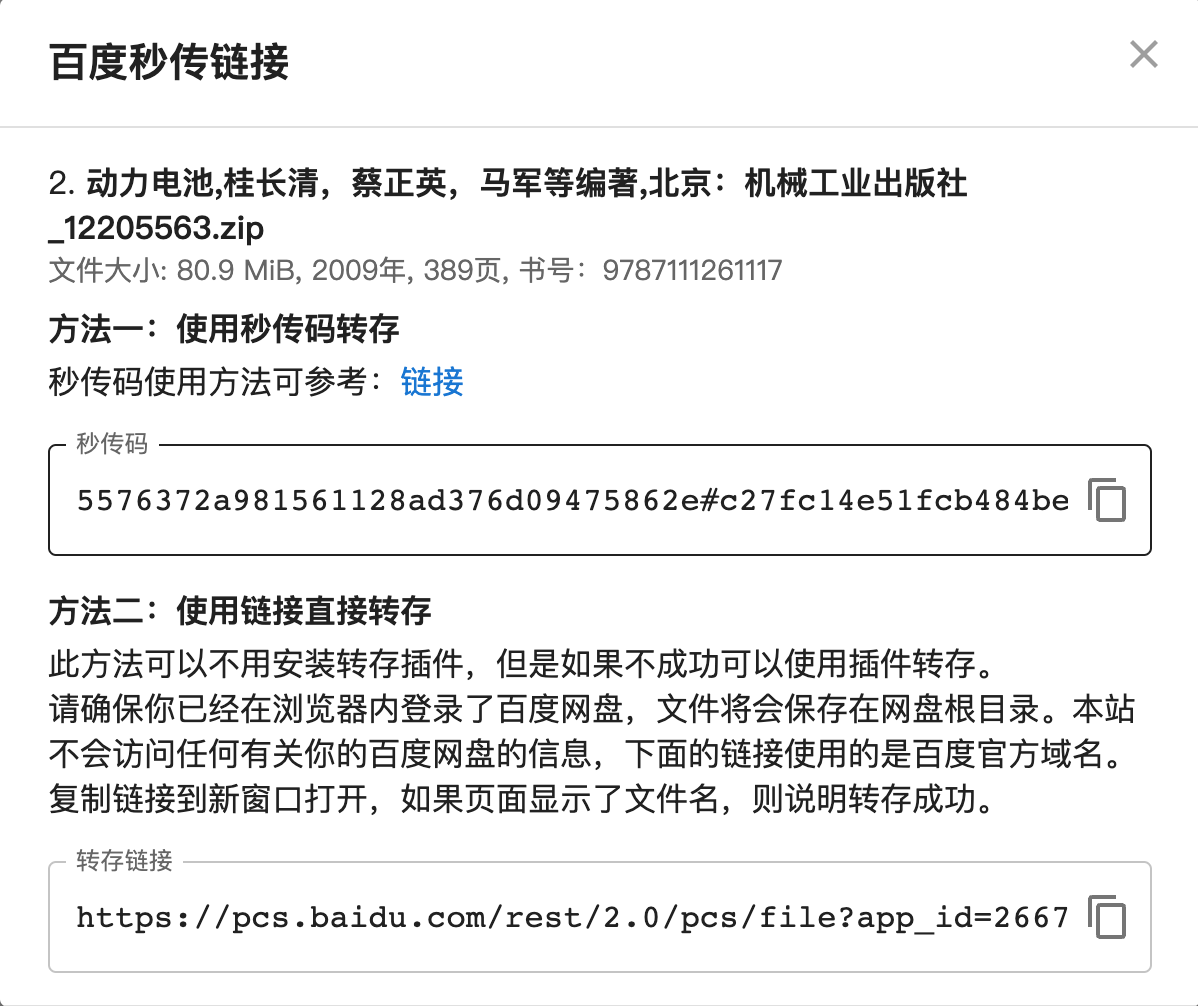 百度秒传链接
2. 动力电池,桂长清，蔡正英，马军等编著,北京：机械工业出版社
_12205563.zip
文件大小: 80.9 MiB, 2009年, 389页, 书号：9787111261117
方法一：使用秒传码转存
秒传码使用方法可参考：链接
秒传码
5576372a981561128ad376d09475862e#c27fc14e51fcb484be
方法二：使用链接直接转存
此方法可以不用安装转存插件，但是如果不成功可以使用插件转存。
请确保你已经在浏览器内登录了百度网盘，文件将会保存在网盘根目录。本站
不会访问任何有关你的百度网盘的信息，下面的链接使用的是百度官方域名。
复制链接到新窗口打开，如果页面显示了文件名，则说明转存成功。
转存链接
https://pcs.baidu.com/rest/2.0/pcs/file?app_id=2667